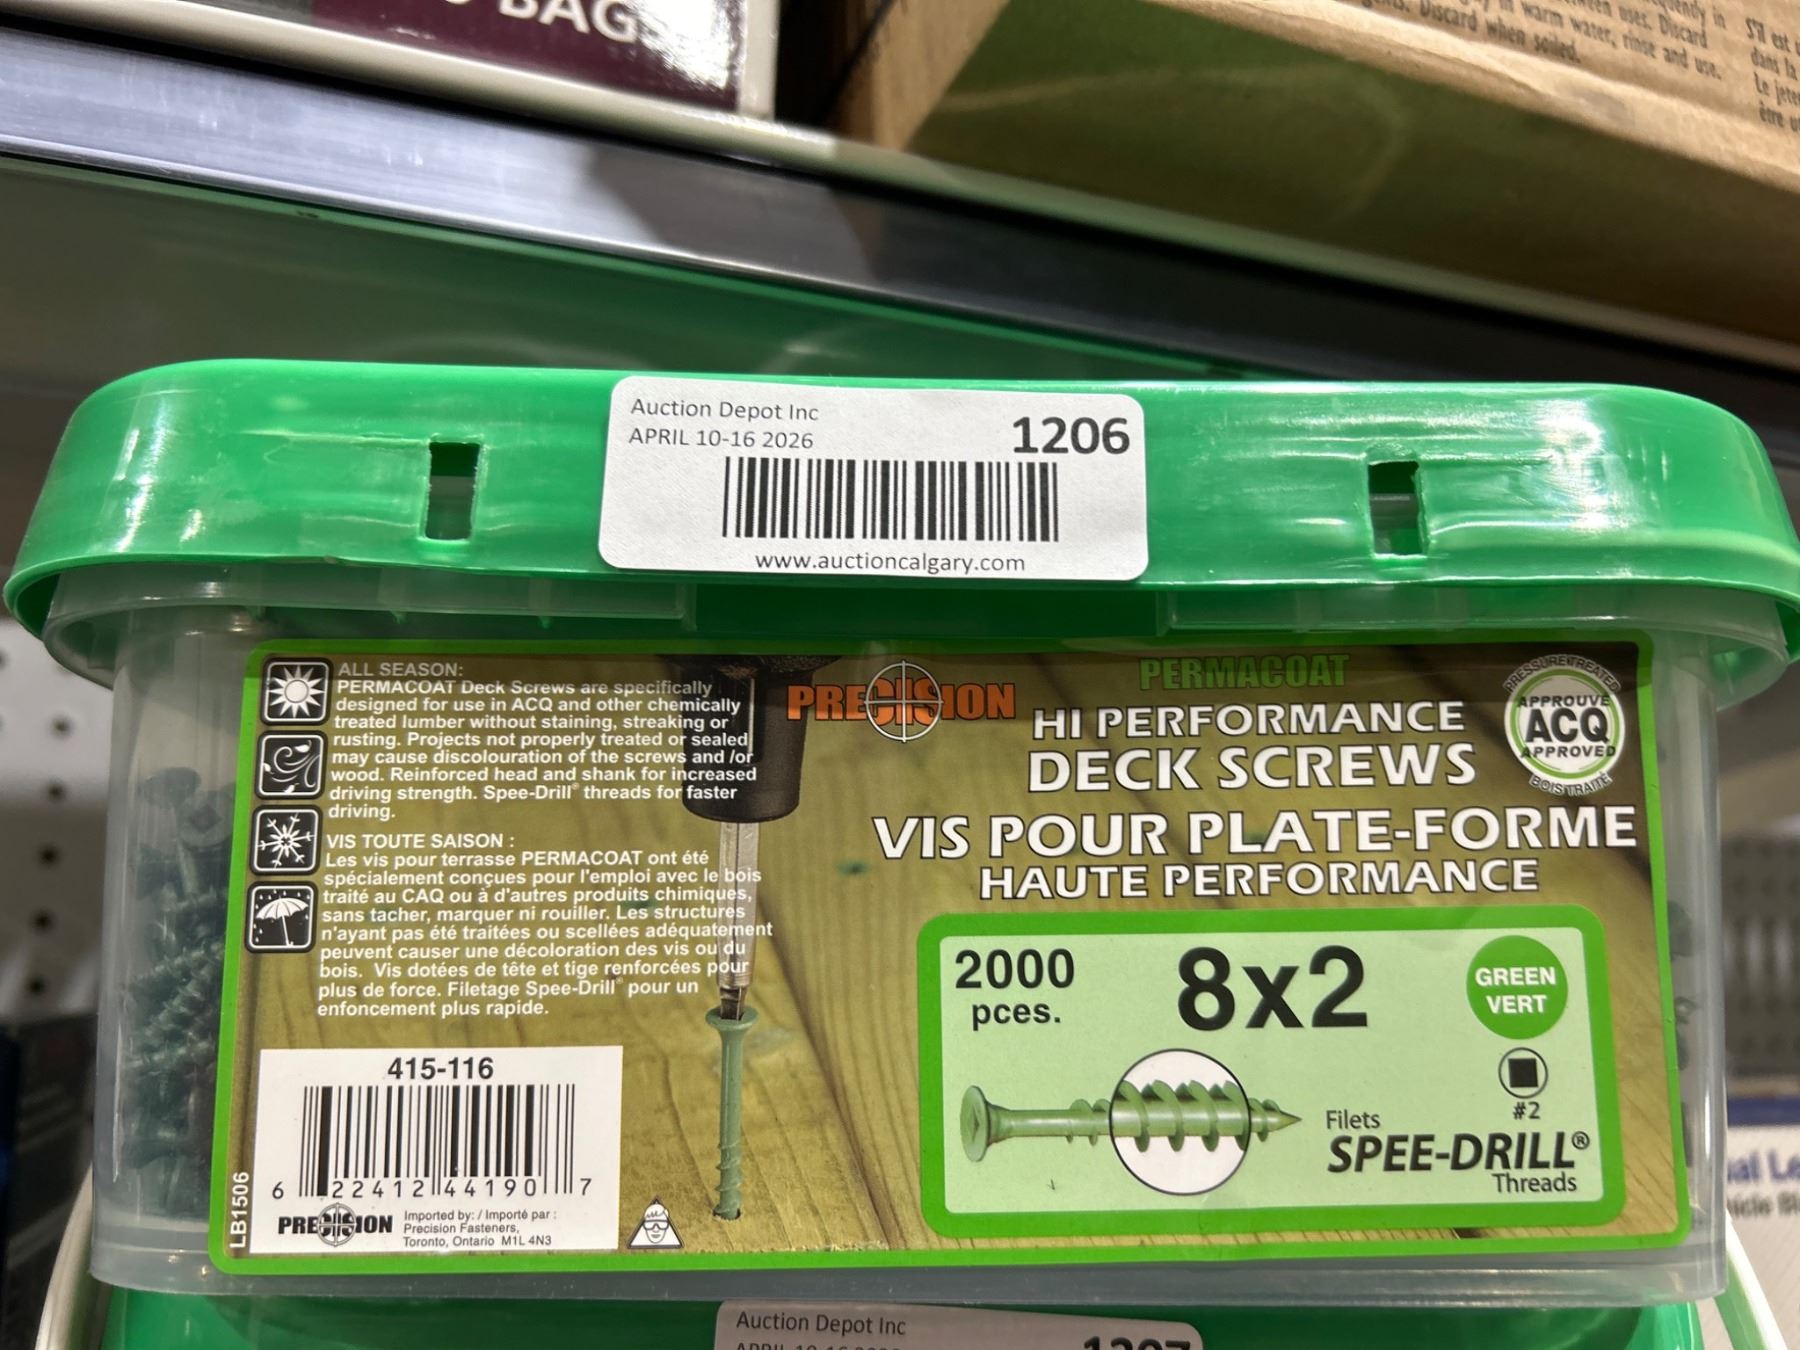 BAG
warm water, rinse and use.
Discard when soiled.
Auction Depot Inc
APRIL 10-16 2026
1206
www.auctioncalgary.com
ALL SEASON:
PERMACOAT Deck Screws are specifically
designed for use in ACQ and other chemically
treated lumber without staining, streaking or
rusting. Projects not properly treated or sealed
may cause discolouration of the screws and /or
wood. Reinforced head and shank for increased
driving strength. Spee-Drill® threads for faster
driving.
VIS TOUTE SAISON :
Les vis pour terrasse PERMACOAT ont été
spécialement conçues pour l'emploi avec le bois
traité au CAQ ou à d'autres produits chimiques,
sans tacher, marquer ni rouiller. Les structures
n'ayant pas été traitées ou scellées adéquatement
peuvent causer une décoloration des vis ou du
bois. Vis dotées de tête et tige renforcées pour
plus de force. Filetage Spee-Drill® pour un
enfoncement plus rapide.
415-116
6 22412 44190 7
LB1506
PRECISION
Imported by: / Importé par :
Precision Fasteners,
Toronto, Ontario M1L 4N3
PRECISION
PERMACOAT
HI PERFORMANCE
DECK SCREWS
VIS POUR PLATE-FORME
HAUTE PERFORMANCE
PRESSURE TREATED
APPROUVÉ
ACQ
APPROVED
BOIS TRAITÉ
2000
pces.
8x2
GREEN
VERT
#2
Filets
SPEE-DRILL®
Threads
Auction Depot Inc
1207